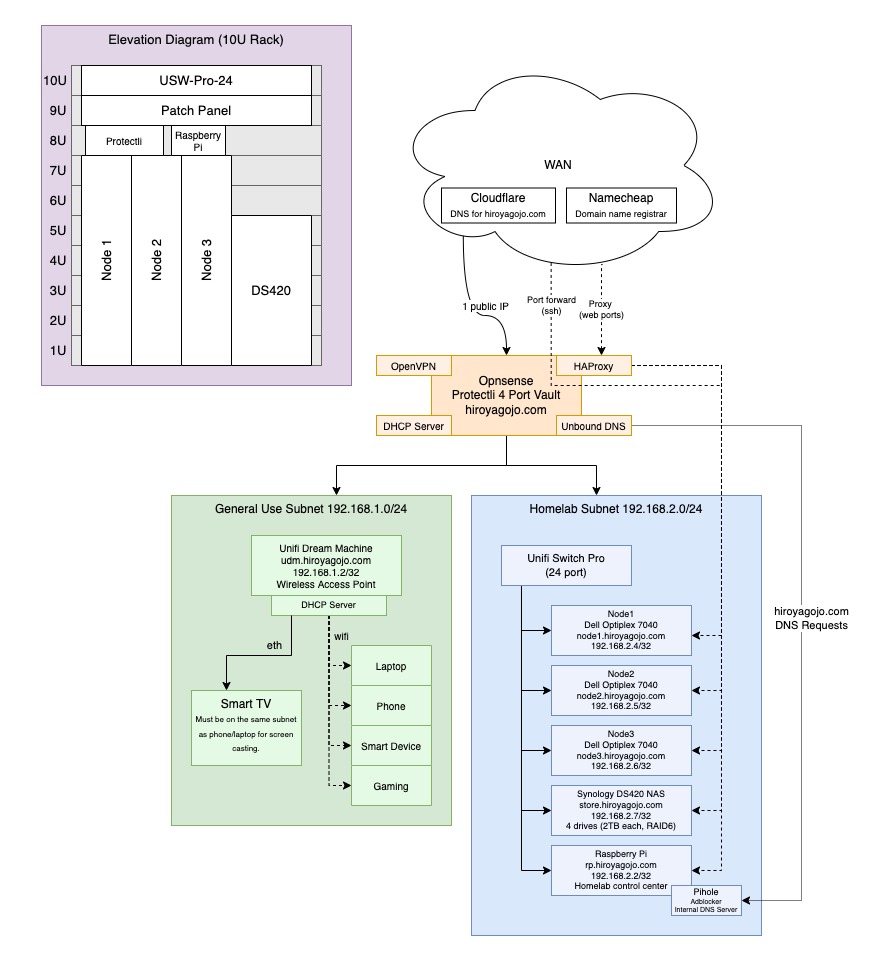 Elevation Diagram (10U Rack)
10U
USW-Pro-24
9U
Patch Panel
8U
Protectli
Raspberry
Pi
7U
6U
5U
4U
3U
2U
1U
Node 1
Node 2
Node 3
DS420
WAN
Cloudflare
DNS for hiroyagojo.com
Namecheap
Domain name registrar
1 public IP
Port forward
(ssh)
Proxy
(web ports)
OpenVPN
HAProxy
Opnsense
Protectli 4 Port Vault
hiroyagojo.com
DHCP Server
Unbound DNS
General Use Subnet 192.168.1.0/24
Unifi Dream Machine
udm.hiroyagojo.com
192.168.1.2/32
Wireless Access Point
DHCP Server
eth
wifi
Smart TV
Must be on the same subnet
as phone/laptop for screen
casting.
Laptop
Phone
Smart Device
Gaming
Homelab Subnet 192.168.2.0/24
Unifi Switch Pro
(24 port)
Node1
Dell Optiplex 7040
node1.hiroyagojo.com
192.168.2.4/32
Node2
Dell Optiplex 7040
node2.hiroyagojo.com
192.168.2.5/32
Node3
Dell Optiplex 7040
node3.hiroyagojo.com
192.168.2.6/32
Synology DS420 NAS
store.hiroyagojo.com
192.168.2.7/32
4 drives (2TB each, RAID6)
Raspberry Pi
rp.hiroyagojo.com
192.168.2.2/32
Homelab control center
Pihole
Adblocker
Internal DNS Server
hiroyagojo.com
DNS Requests